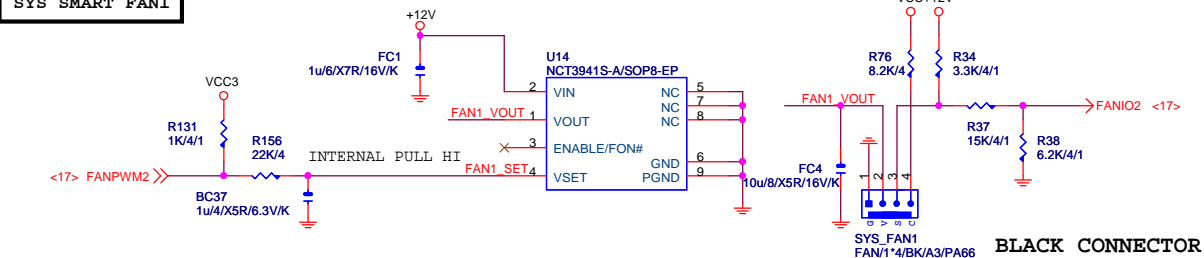 SYS SMART FAN1
+12V
FC1
1u/6/X7R/16V/K
VCC3
R131
1K/4/1
R156
22K/4
INTERNAL PULL HI
<17> FANPWM2
BC37
1u/4/X5R/6.3V/K
FAN1_VOUT
FAN1_SET
U14
NCT3941S-A/SOP8-EP
2 VIN
1 VOUT
3 ENABLE/FON#
4 VSET
NC 5
NC 7
NC 8
GND 6
PGND 9
+12V
R76
8.2K/4
R34
3.3K/4/1
FAN1_VOUT
FANIO2 <17>
R37
15K/4/1
R38
6.2K/4/1
FC4
10u/8/X5R/16V/K
1 2 3 4
G V S C
SYS_FAN1
FAN/1*4/BK/A3/PA66
BLACK CONNECTOR